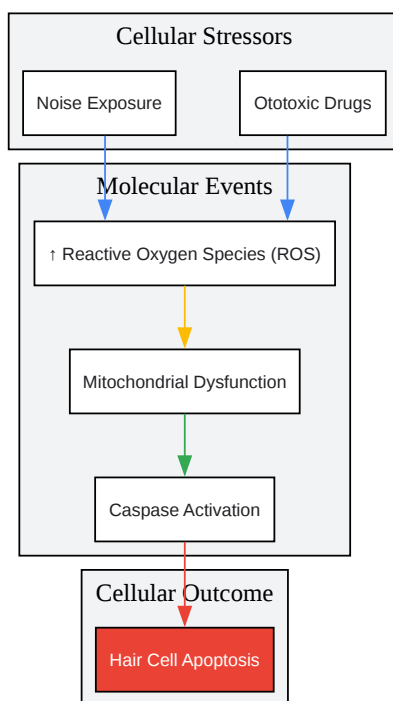 Cellular Stressors
Noise Exposure
Ototoxic Drugs
Molecular Events
↑ Reactive Oxygen Species (ROS)
Mitochondrial Dysfunction
Caspase Activation
Cellular Outcome
Hair Cell Apoptosis